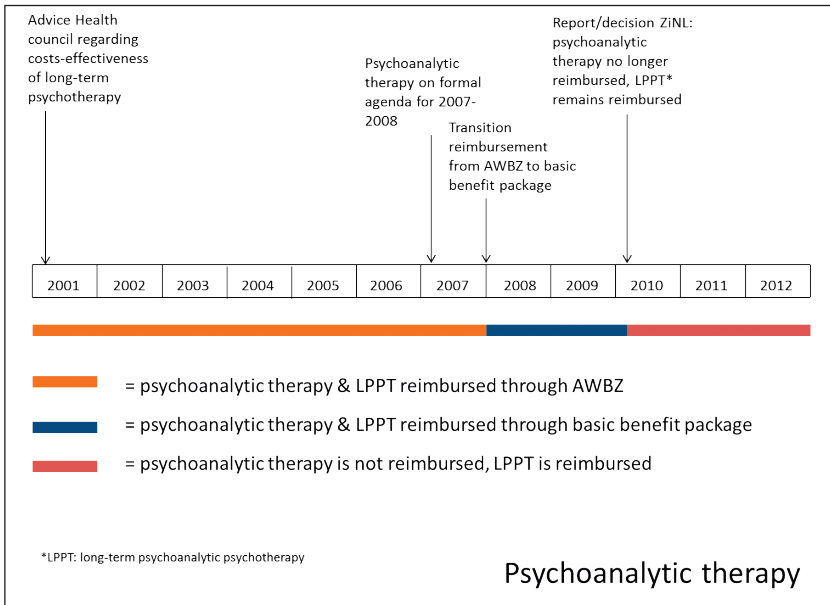 Advice Health
council regarding
costs-effectiveness
of long-term
psychotherapy
Psychoanalytic
therapy on formal
agenda for 2007-
2008
Transition
reimbursement
from AWBZ to basic
benefit package
Report/decision ZiNL:
psychoanalytic
therapy no longer
reimbursed, LPPT*
remains reimbursed
2001 2002 2003 2004 2005 2006 2007 2008 2009 2010 2011 2012
= psychoanalytic therapy & LPPT reimbursed through AWBZ
= psychoanalytic therapy & LPPT reimbursed through basic benefit package
= psychoanalytic therapy is not reimbursed, LPPT is reimbursed
*LPPT: long-term psychoanalytic psychotherapy
Psychoanalytic therapy